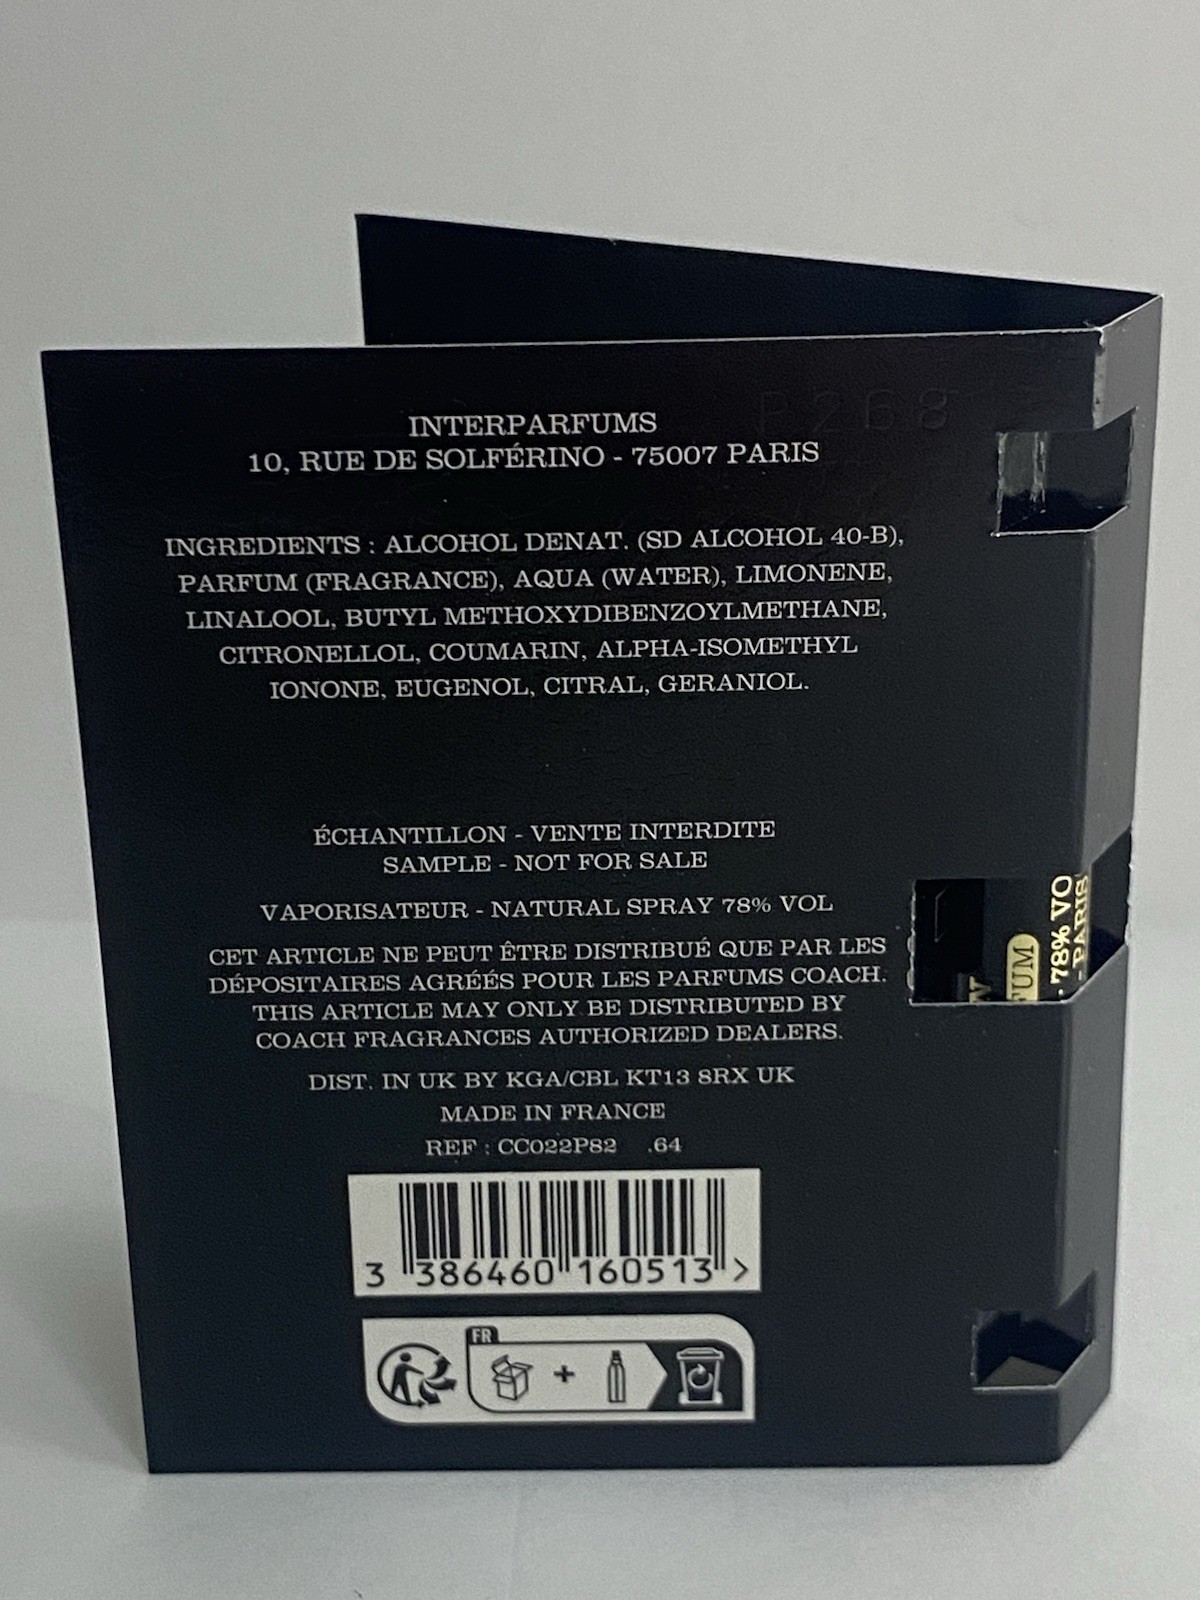 P268
INTERPARFUMS
10, RUE DE SOLFÉRINO - 75007 PARIS
INGREDIENTS : ALCOHOL DENAT. (SD ALCOHOL 40-B),
PARFUM (FRAGRANCE), AQUA (WATER), LIMONENE,
LINALOOL, BUTYL METHOXYDIBENZOYLMETHANE,
CITRONELLOL, COUMARIN, ALPHA-ISOMETHYL
IONONE, EUGENOL, CITRAL, GERANIOL.
ÉCHANTILLON - VENTE INTERDITE
SAMPLE - NOT FOR SALE
VAPORISATEUR - NATURAL SPRAY 78% VOL
CET ARTICLE NE PEUT ÊTRE DISTRIBUÉ QUE PAR LES
DÉPOSITAIRES AGRÉÉS POUR LES PARFUMS COACH.
THIS ARTICLE MAY ONLY BE DISTRIBUTED BY
COACH FRAGRANCES AUTHORIZED DEALERS.
DIST. IN UK BY KGA/CBL KT13 8RX UK
MADE IN FRANCE
REF : CC022P82 .64
3 386460 160513 >
FR
+
UM
. 78% VO
- PARIS